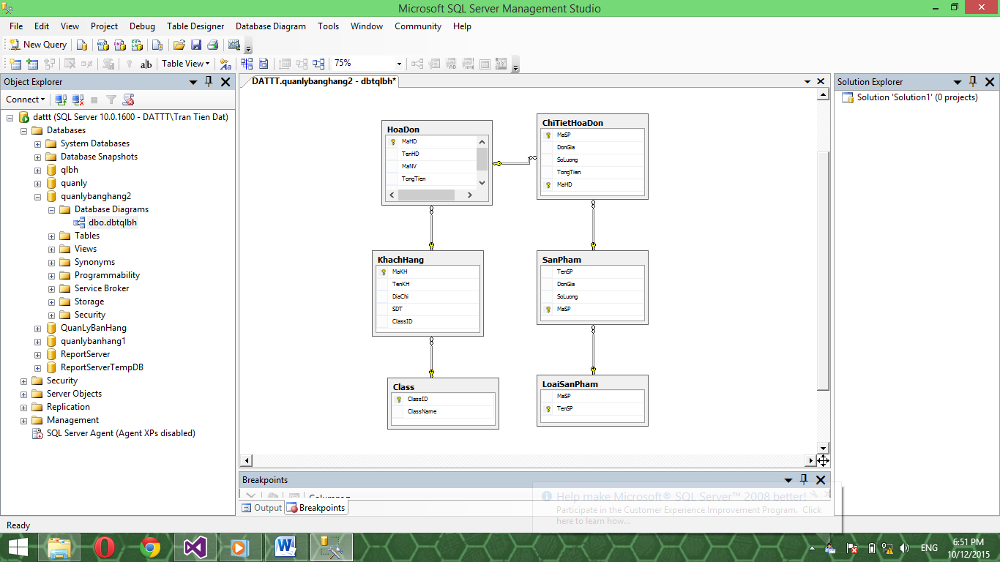 Microsoft SQL Server Management Studio
File Edit View Project Debug Table Designer Database Diagram Tools Window Community Help
New Query
Table View 75%
Object Explorer
Connect
dattt (SQL Server 10.0.1600 - DATTT\Tran Tien Dat)
Databases
System Databases
Database Snapshots
qlbh
quanly
quanlybanghang2
Database Diagrams
dbo.dbtqlbh
Tables
Views
Synonyms
Programmability
Service Broker
Storage
Security
QuanLyBanHang
quanlybanhang1
ReportServer
ReportServerTempDB
Security
Server Objects
Replication
Management
SQL Server Agent (Agent XPs disabled)
DATTT.quanlybanghang2 - dbtqlbh*
HoaDon
MaHD
TenHD
MaNV
TongTien
ChiTietHoaDon
MaSP
DonGia
SoLuong
TongTien
MaHD
KhachHang
MaKH
TenKH
DiaChi
SDT
ClassID
SanPham
TenSP
DonGia
SoLuong
MaSP
Class
ClassID
ClassName
LoaiSanPham
MaSP
TenSP
Solution Explorer
Solution 'Solution1' (0 projects)
Breakpoints
Columns
Help make Microsoft® SQL Server™ 2008 better!
Participate in the Customer Experience Improvement Program. Click
here to learn how...
Output Breakpoints
Ready
ENG
6:51 PM
10/12/2015